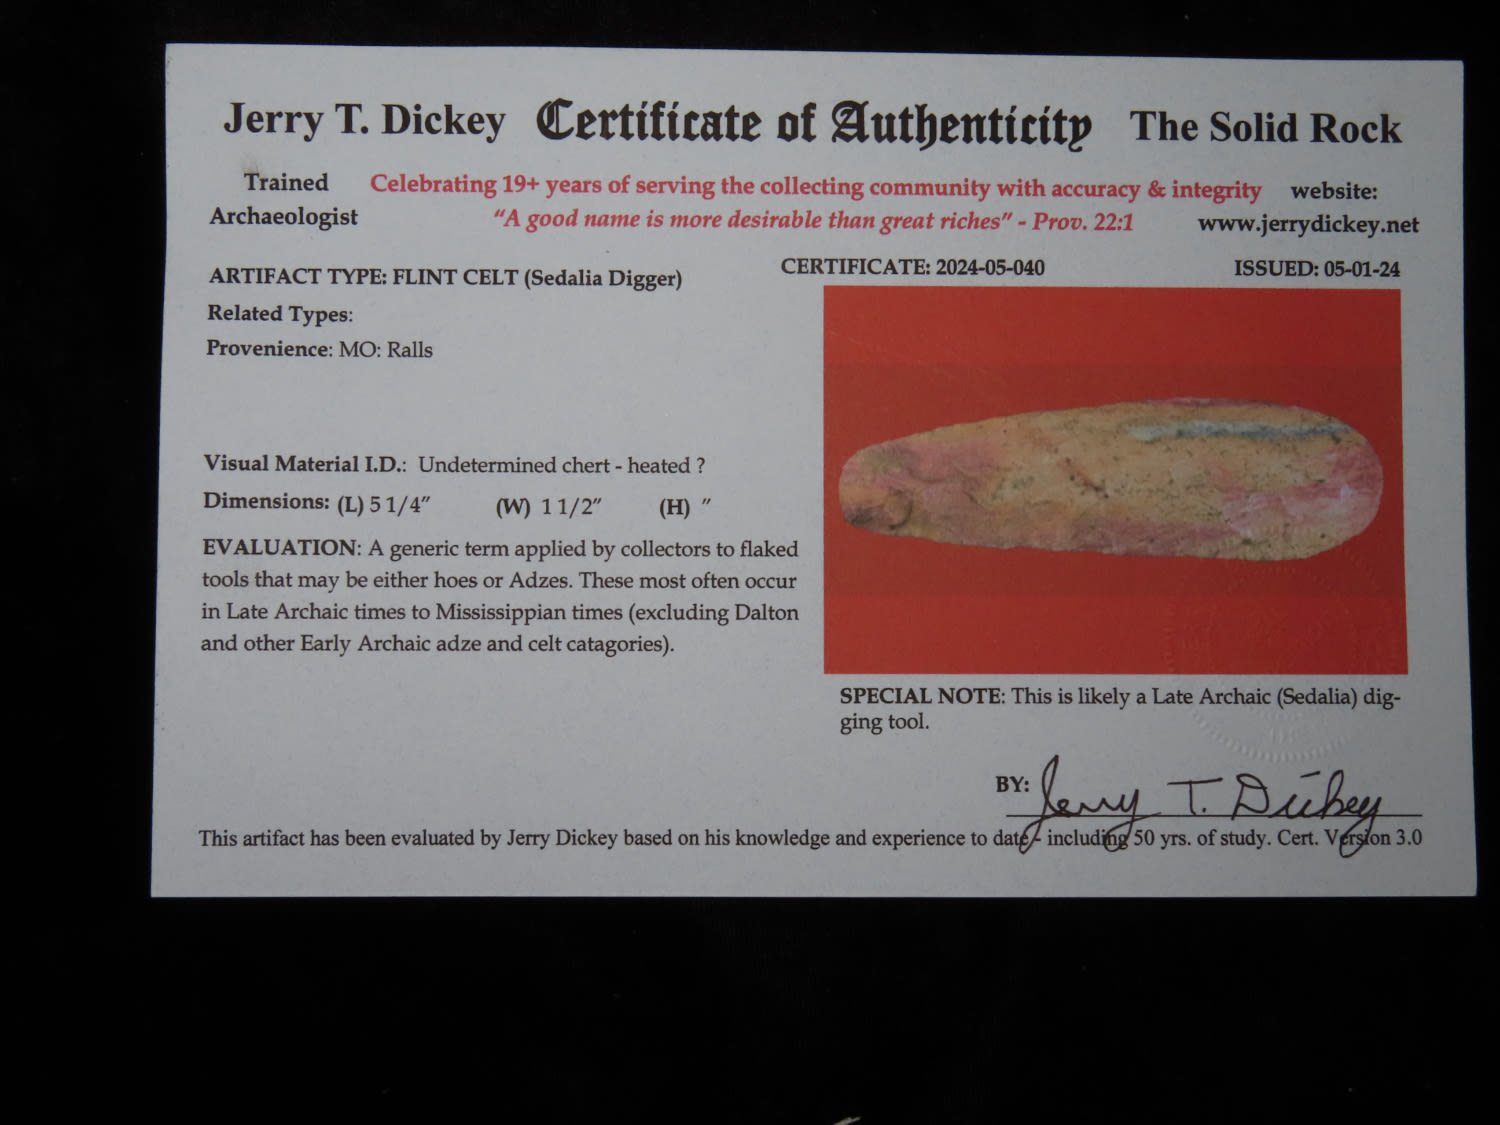 Jerry T. Dickey Certificate of Authenticity The Solid Rock
Trained Celebrating 19+ years of serving the collecting community with accuracy & integrity website:
Archaeologist "A good name is more desirable than great riches" - Prov. 22:1 www.jerrydickey.net
ARTIFACT TYPE: FLINT CELT (Sedalia Digger) CERTIFICATE: 2024-05-040 ISSUED: 05-01-24
Related Types:
Provenience: MO: Ralls
Visual Material I.D.: Undetermined chert - heated ?
Dimensions: (L) 5 1/4" (W) 1 1/2" (H) "
EVALUATION: A generic term applied by collectors to flaked
tools that may be either hoes or Adzes. These most often occur
in Late Archaic times to Mississippian times (excluding Dalton
and other Early Archaic adze and celt catagories).
SPECIAL NOTE: This is likely a Late Archaic (Sedalia) dig-
ging tool.
BY: Jerry T. Dickey
This artifact has been evaluated by Jerry Dickey based on his knowledge and experience to date - including 50 yrs. of study. Cert. Version 3.0